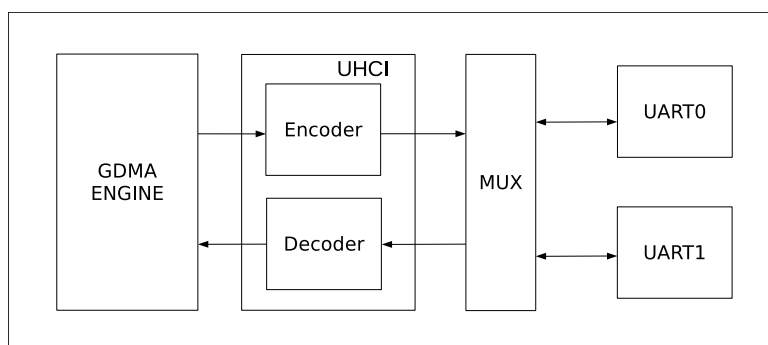 GDMA
ENGINE
UHCI
Encoder
Decoder
MUX
UART0
UART1